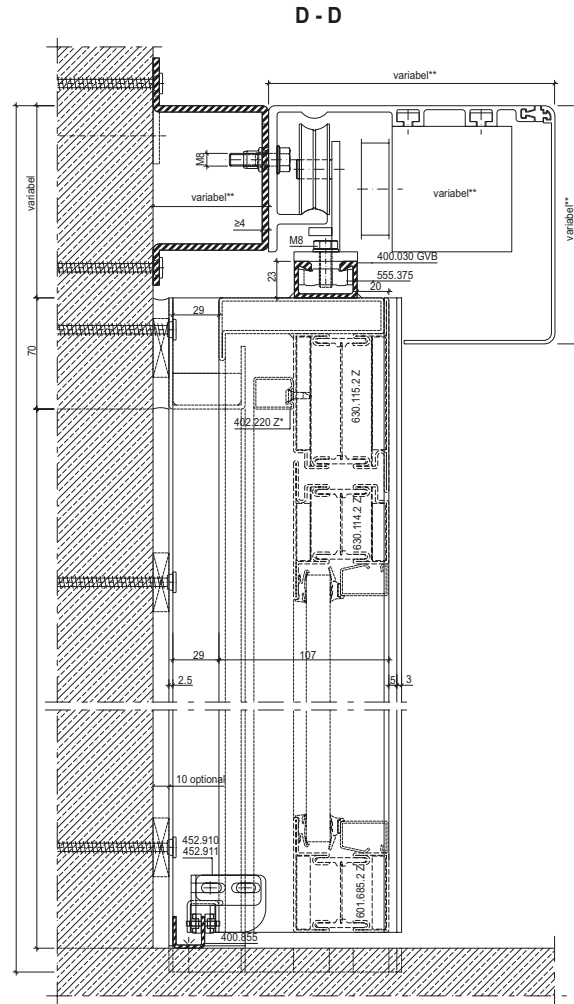 D - D
variabel**
M8
variabel**
variabel**
variabel**
variabel
≥4
M8
400.030 GVB
23
555.375
20
29
70
402.220 Z*
630.115.2 Z
630.114.2 Z
29
107
2.5
5
3
10 optional
452.910
452.911
601.685.2 Z
400.855